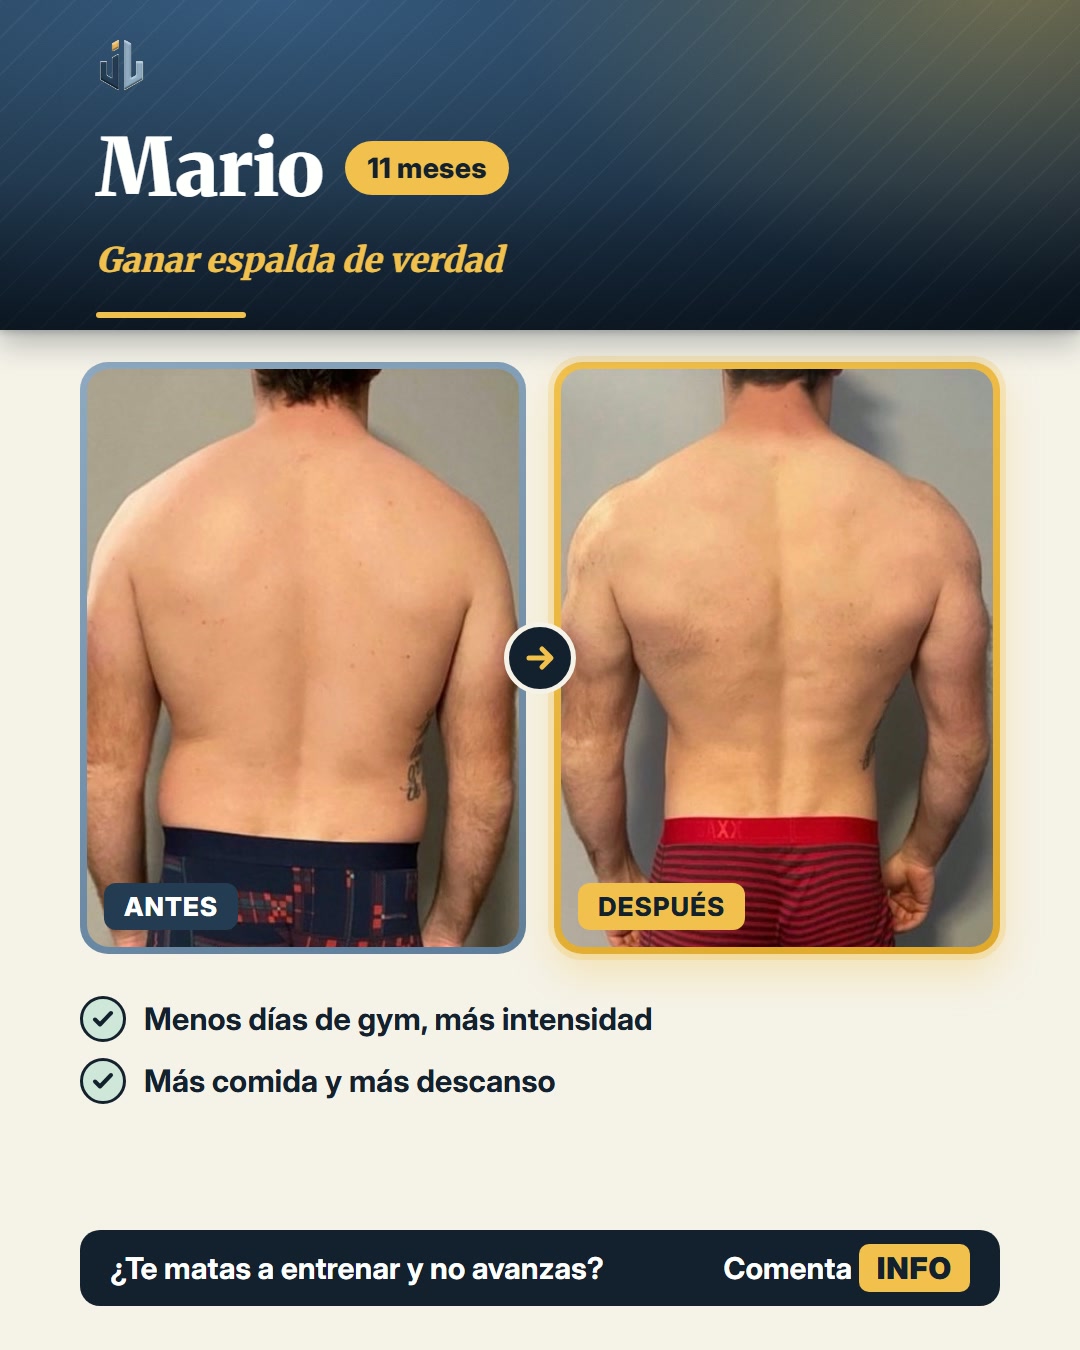 Mario
11 meses
Ganar espalda de verdad
ANTES
DESPUÉS
Menos días de gym, más intensidad
Más comida y más descanso
¿Te matas a entrenar y no avanzas?
Comenta INFO